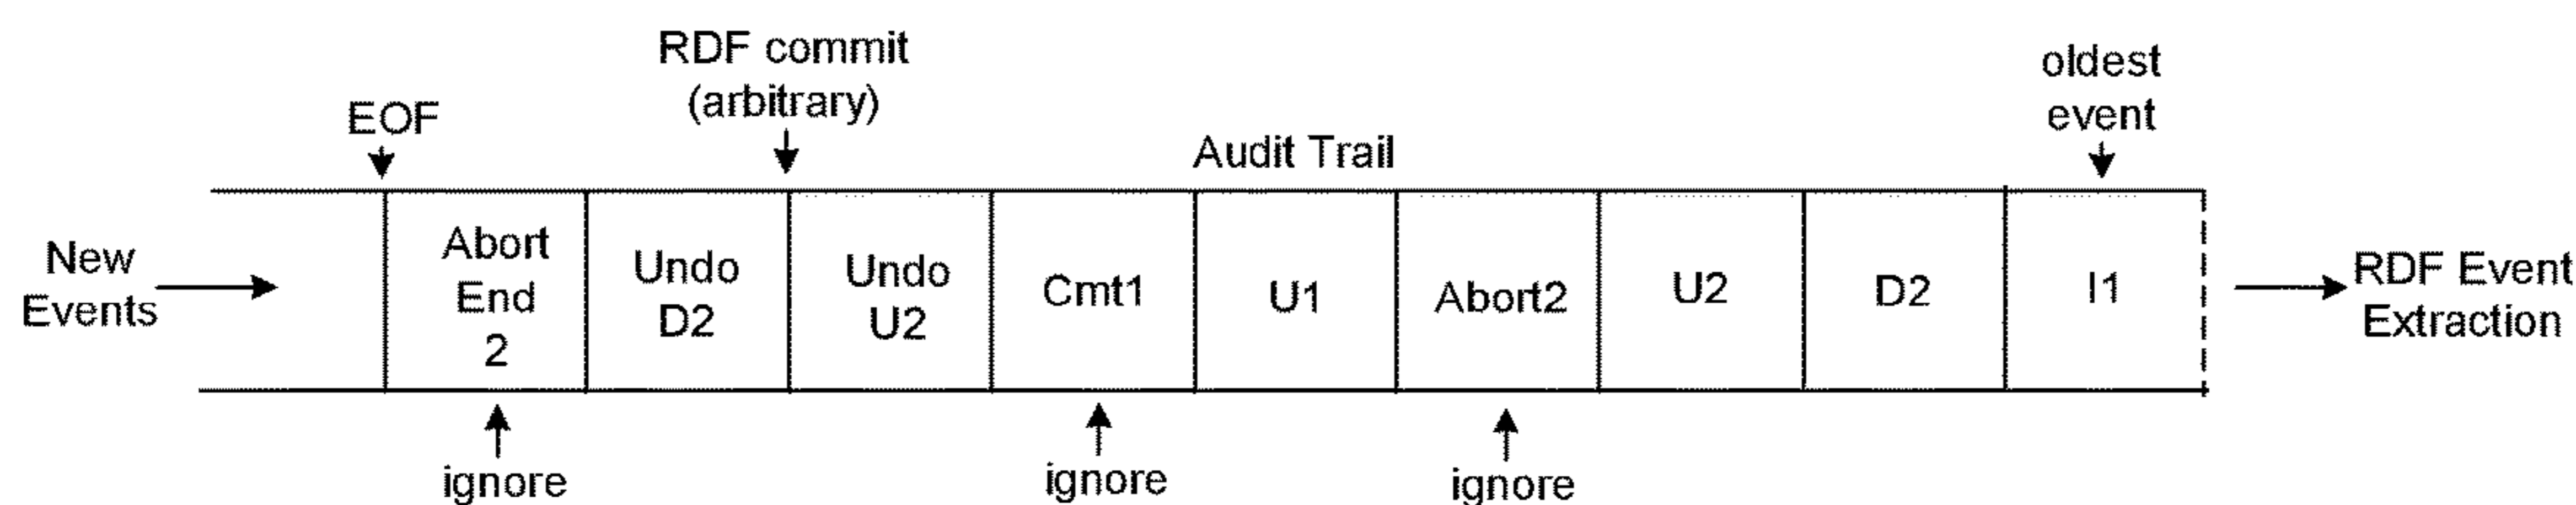 RDF commit
(arbitrary)
oldest
event
EOF
Audit Trail
New
Events
Abort
End
2
Undo
D2
Undo
U2
Cmt1
U1
Abort2
U2
D2
I1
RDF Event
Extraction
ignore
ignore
ignore